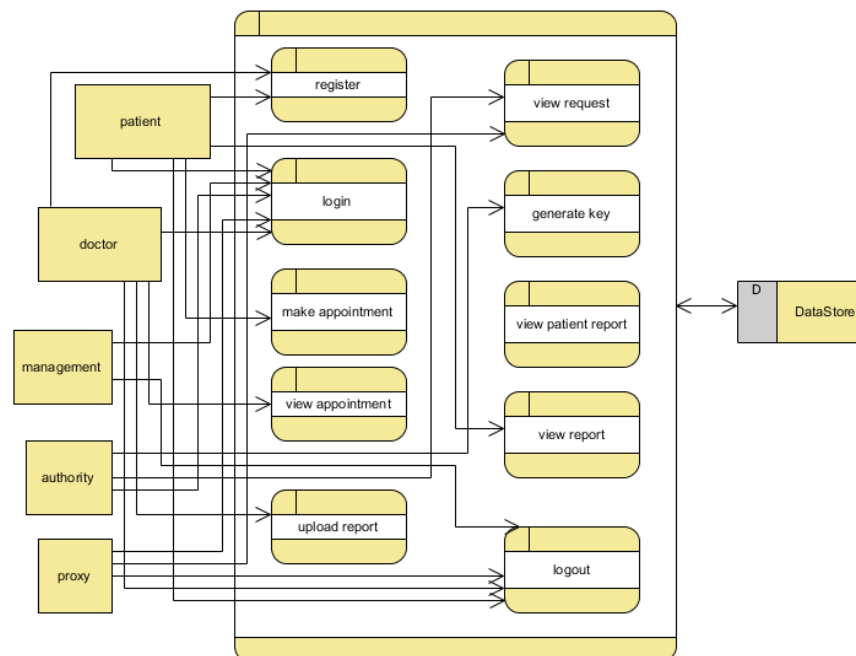 patient
doctor
management
authority
proxy
register
login
make appointment
view appointment
upload report
view request
generate key
view patient report
view report
logout
D
DataStore